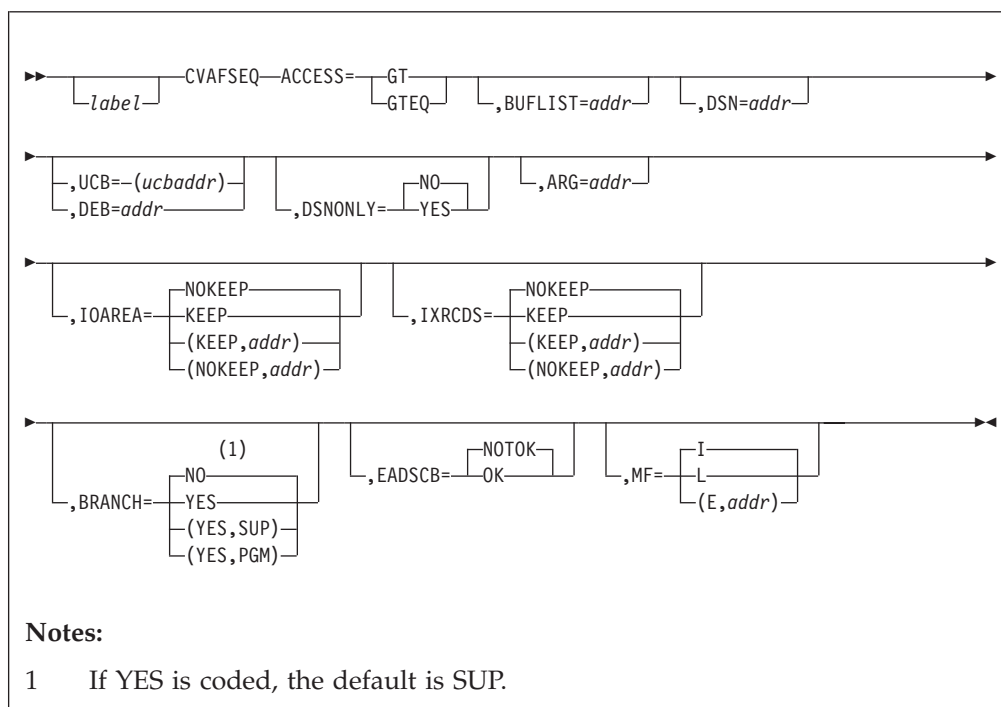 CVAFSEQ ACCESS= GT
label GTEQ ,BUFLIST=addr ,DSN=addr
,UCB= (ucbaddr) NO ,ARG=addr
,DEB=addr ,DSNONLY= YES
NOKEEP NOKEEP
,IOAREA= KEEP ,IXRCDS= KEEP
(KEEP,addr) (KEEP,addr)
(NOKEEP,addr) (NOKEEP,addr)
(1) NOTOK I
NO ,EADSCB= OK ,MF= L
,BRANCH= YES (E,addr)
(YES,SUP)
(YES,PGM)
Notes:
1 If YES is coded, the default is SUP.